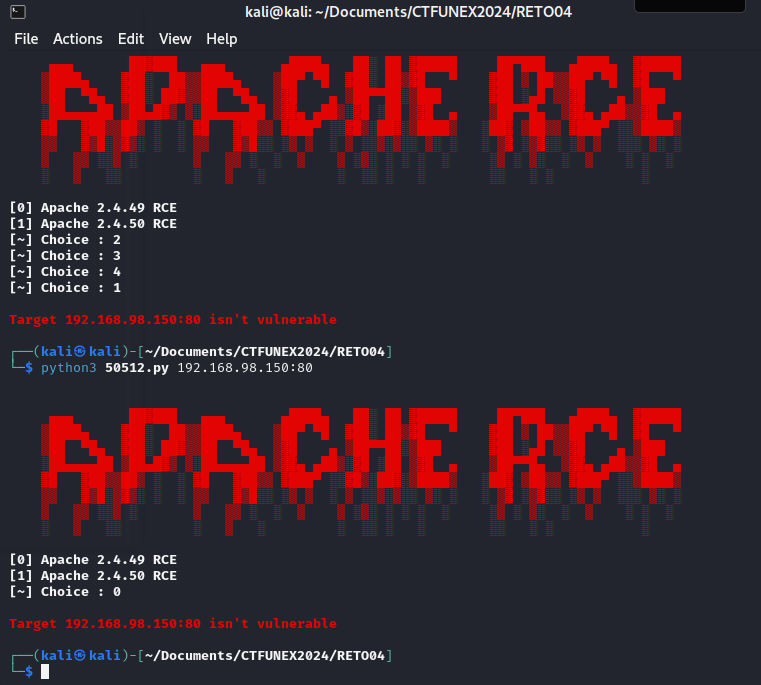 kali@kali: ~/Documents/CTFUNEX2024/RETO04
File Actions Edit View Help
APACHE RCE
[0] Apache 2.4.49 RCE
[1] Apache 2.4.50 RCE
[~] Choice : 2
[~] Choice : 3
[~] Choice : 4
[~] Choice : 1
Target 192.168.98.150:80 isn't vulnerable
┌──(kali㉿kali)-[~/Documents/CTFUNEX2024/RETO04]
└─$ python3 50512.py 192.168.98.150:80
APACHE RCE
[0] Apache 2.4.49 RCE
[1] Apache 2.4.50 RCE
[~] Choice : 0
Target 192.168.98.150:80 isn't vulnerable
┌──(kali㉿kali)-[~/Documents/CTFUNEX2024/RETO04]
└─$